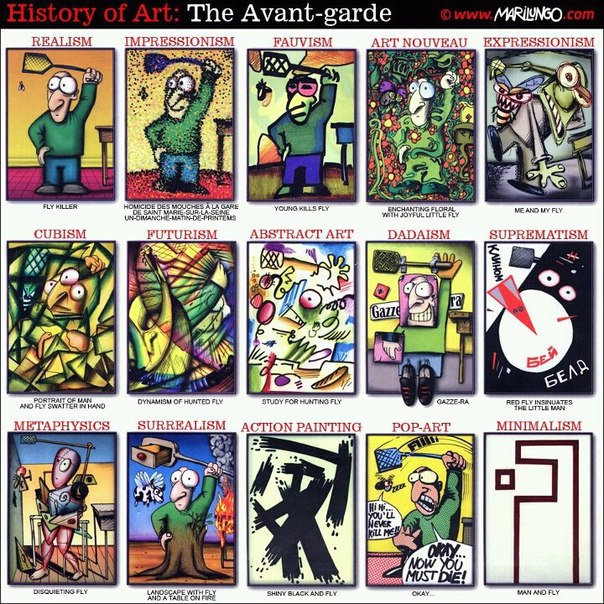 History of Art: The Avant-garde
© www.MARILUNGO.com
REALISM
IMPRESSIONISM
FAUVISM
ART NOUVEAU
EXPRESSIONISM
FLY KILLER
HOMICIDE DES MOUCHES À LA GARE
DE SAINT MARIE-SUR-LA-SEINE
UN-DIMANCHE-MATIN-DE-PRINTEMPS
YOUNG KILLS FLY
ENCHANTING FLORAL
WITH JOYFUL LITTLE FLY
ME AND MY FLY
CUBISM
FUTURISM
ABSTRACT ART
DADAISM
SUPREMATISM
Gazze
ra
КЛИНОМ
БЕЙ
БЕЛА
PORTRAIT OF MAN
AND FLY SWATTER IN HAND
DYNAMISM OF HUNTED FLY
STUDY FOR HUNTING FLY
GAZZE-RA
RED FLY INSINUATES
THE LITTLE MAN
METAPHYSICS
SURREALISM
ACTION PAINTING
POP-ART
MINIMALISM
ZZZZ
HI HI...
YOU'LL
NEVER
KILL ME!!
OKAY...
NOW YOU
MUST DIE!
DISQUIETING FLY
LANDSCAPE WITH FLY
AND A TABLE ON FIRE
SHINY BLACK AND FLY
OKAY...
MAN AND FLY